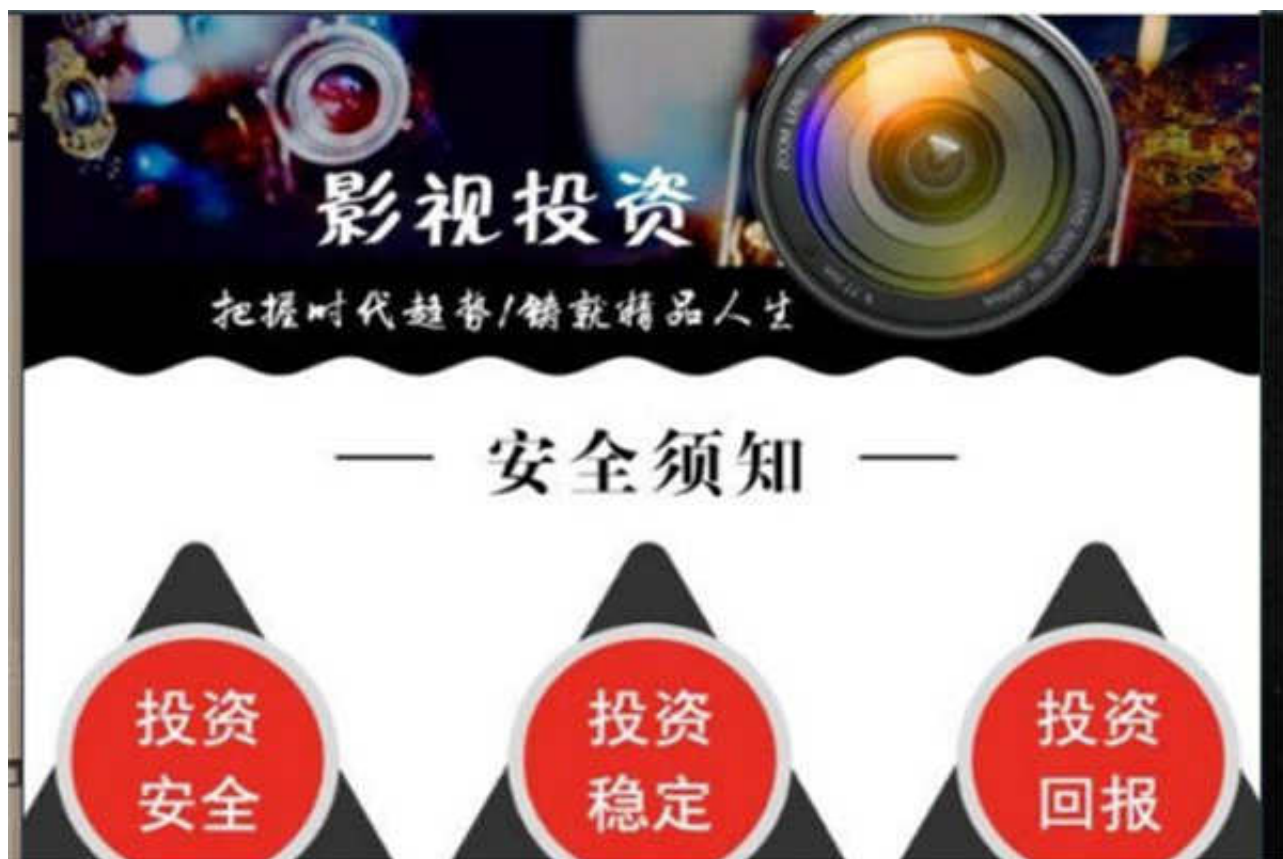 影视投资
把握时代趋势/铸就精品人生
安全须知
投资
安全
投资
稳定
投资
回报